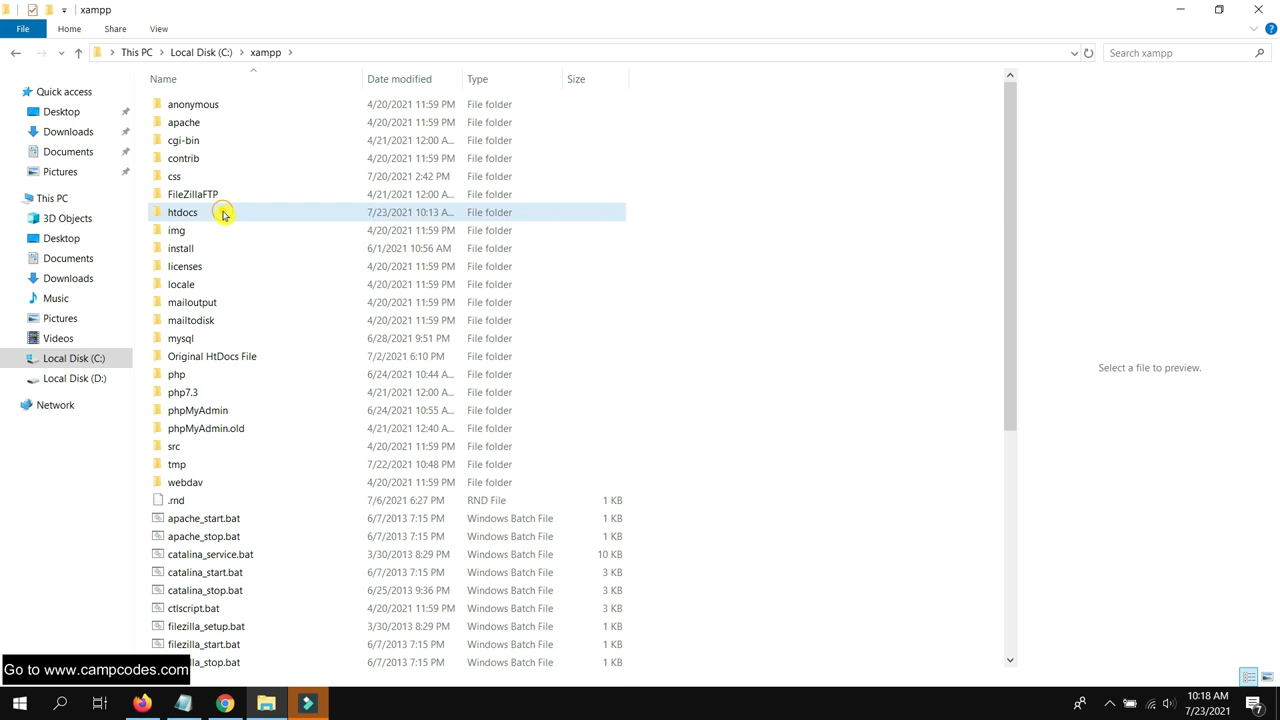 xampp
File Home Share View
This PC Local Disk (C:) xampp Search xampp
Name Date modified Type Size
Quick access
Desktop
Downloads
Documents
Pictures
This PC
3D Objects
Desktop
Documents
Downloads
Music
Pictures
Videos
Local Disk (C:)
Local Disk (D:)
Network
anonymous 4/20/2021 11:59 PM File folder
apache 4/20/2021 11:59 PM File folder
cgi-bin 4/21/2021 12:00 A... File folder
contrib 4/20/2021 11:59 PM File folder
css 7/20/2021 2:42 PM File folder
FileZillaFTP 4/21/2021 12:00 A... File folder
htdocs 7/23/2021 10:13 A... File folder
img 4/20/2021 11:59 PM File folder
install 6/1/2021 10:56 AM File folder
licenses 4/20/2021 11:59 PM File folder
locale 4/20/2021 11:59 PM File folder
mailoutput 4/20/2021 11:59 PM File folder
mailtodisk 4/20/2021 11:59 PM File folder
mysql 6/28/2021 9:51 PM File folder
Original HtDocs File 7/2/2021 6:10 PM File folder
php 6/24/2021 10:44 A... File folder
php7.3 4/21/2021 12:00 A... File folder
phpMyAdmin 6/24/2021 10:55 A... File folder
phpMyAdmin.old 4/21/2021 12:40 A... File folder
src 4/20/2021 11:59 PM File folder
tmp 7/22/2021 10:48 PM File folder
webdav 4/20/2021 11:59 PM File folder
.rnd 7/6/2021 6:27 PM RND File 1 KB
apache_start.bat 6/7/2013 7:15 PM Windows Batch File 1 KB
apache_stop.bat 6/7/2013 7:15 PM Windows Batch File 1 KB
catalina_service.bat 3/30/2013 8:29 PM Windows Batch File 10 KB
catalina_start.bat 6/7/2013 7:15 PM Windows Batch File 3 KB
catalina_stop.bat 6/25/2013 9:36 PM Windows Batch File 3 KB
ctlscript.bat 4/20/2021 11:59 PM Windows Batch File 3 KB
filezilla_setup.bat 3/30/2013 8:29 PM Windows Batch File 1 KB
filezilla_start.bat 6/7/2013 7:15 PM Windows Batch File 1 KB
la_stop.bat 6/7/2013 7:15 PM Windows Batch File 1 KB
Select a file to preview.
Go to www.campcodes.com
10:18 AM
7/23/2021
7